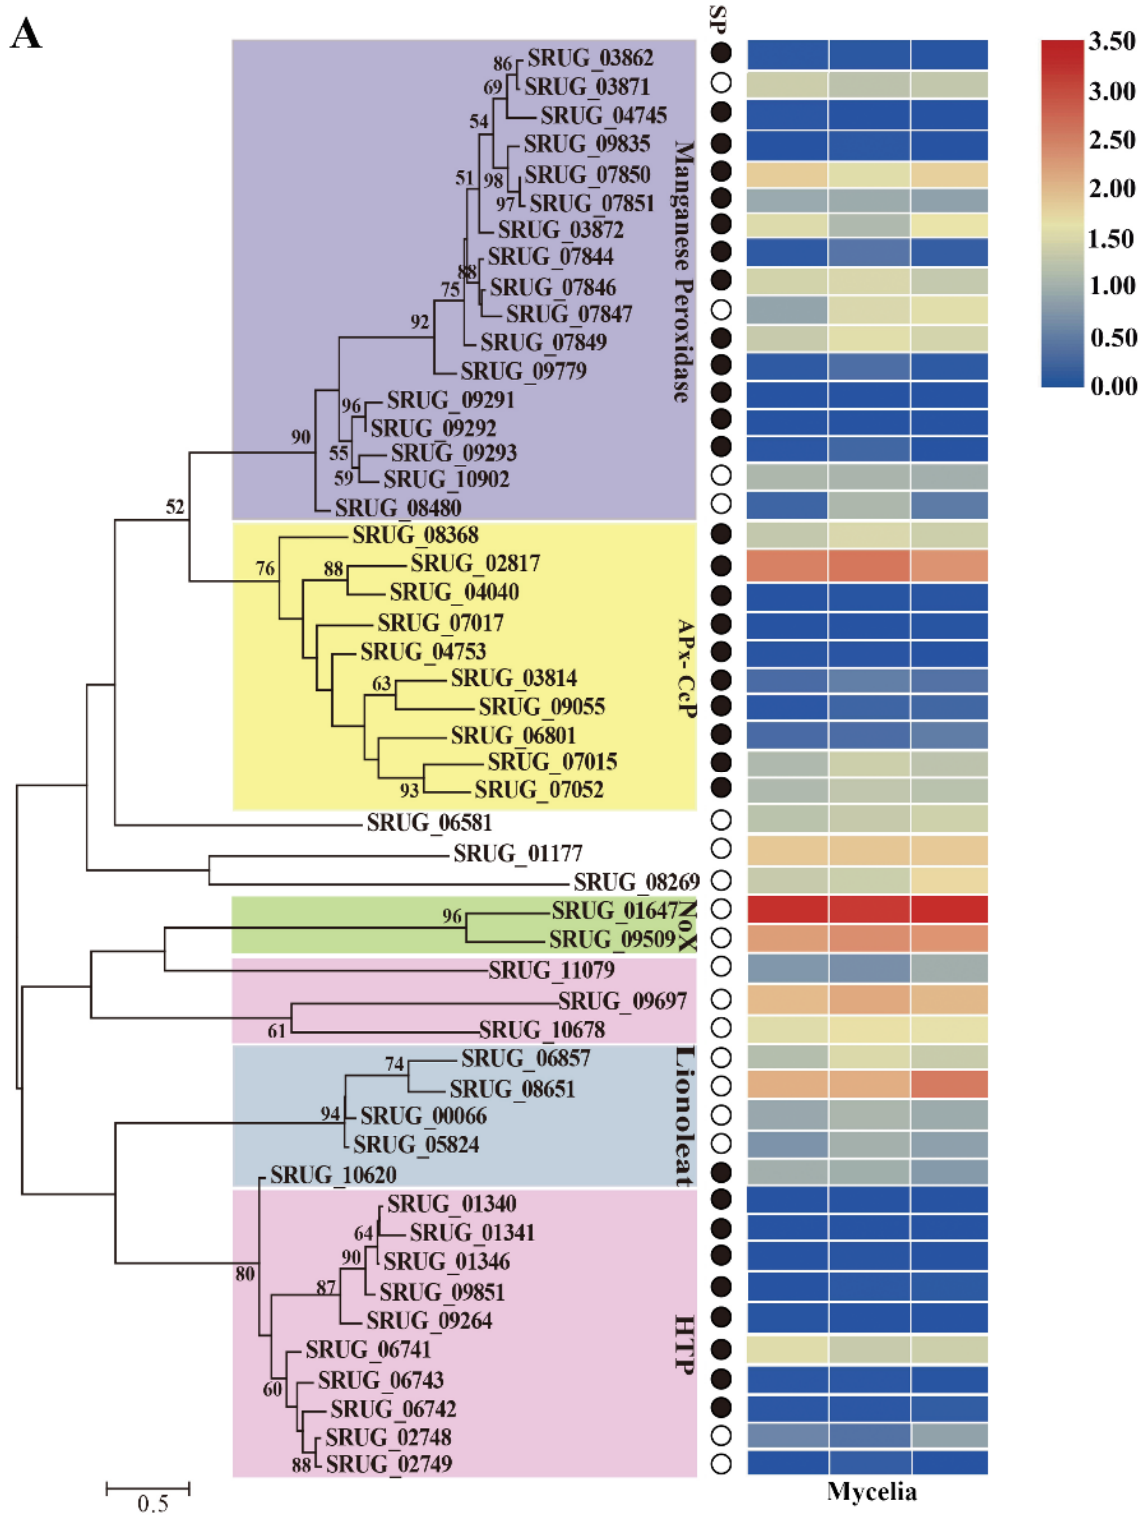 A
SP
86
SRUG_03862
69
SRUG_03871
54
SRUG_04745
SRUG_09835
51
98
SRUG_07850
97
SRUG_07851
SRUG_03872
SRUG_07844
88
SRUG_07846
75
SRUG_07847
92
SRUG_07849
SRUG_09779
SRUG_09291
96
SRUG_09292
90
SRUG_09293
55
59
SRUG_10902
SRUG_08480
Manganese Peroxidase
52
SRUG_08368
76
88
SRUG_02817
SRUG_04040
SRUG_07017
SRUG_04753
63
SRUG_03814
SRUG_09055
SRUG_06801
SRUG_07015
93
SRUG_07052
APx- CcP
SRUG_06581
SRUG_01177
SRUG_08269
96
SRUG_01647
SRUG_09509
NoX
SRUG_11079
SRUG_09697
61
SRUG_10678
74
SRUG_06857
SRUG_08651
94
SRUG_00066
SRUG_05824
SRUG_10620
Lionoleat
SRUG_01340
64
SRUG_01341
90
SRUG_01346
80
87
SRUG_09851
SRUG_09264
SRUG_06741
60
SRUG_06743
SRUG_06742
SRUG_02748
88
SRUG_02749
HTP
0.5
Mycelia
3.50
3.00
2.50
2.00
1.50
1.00
0.50
0.00